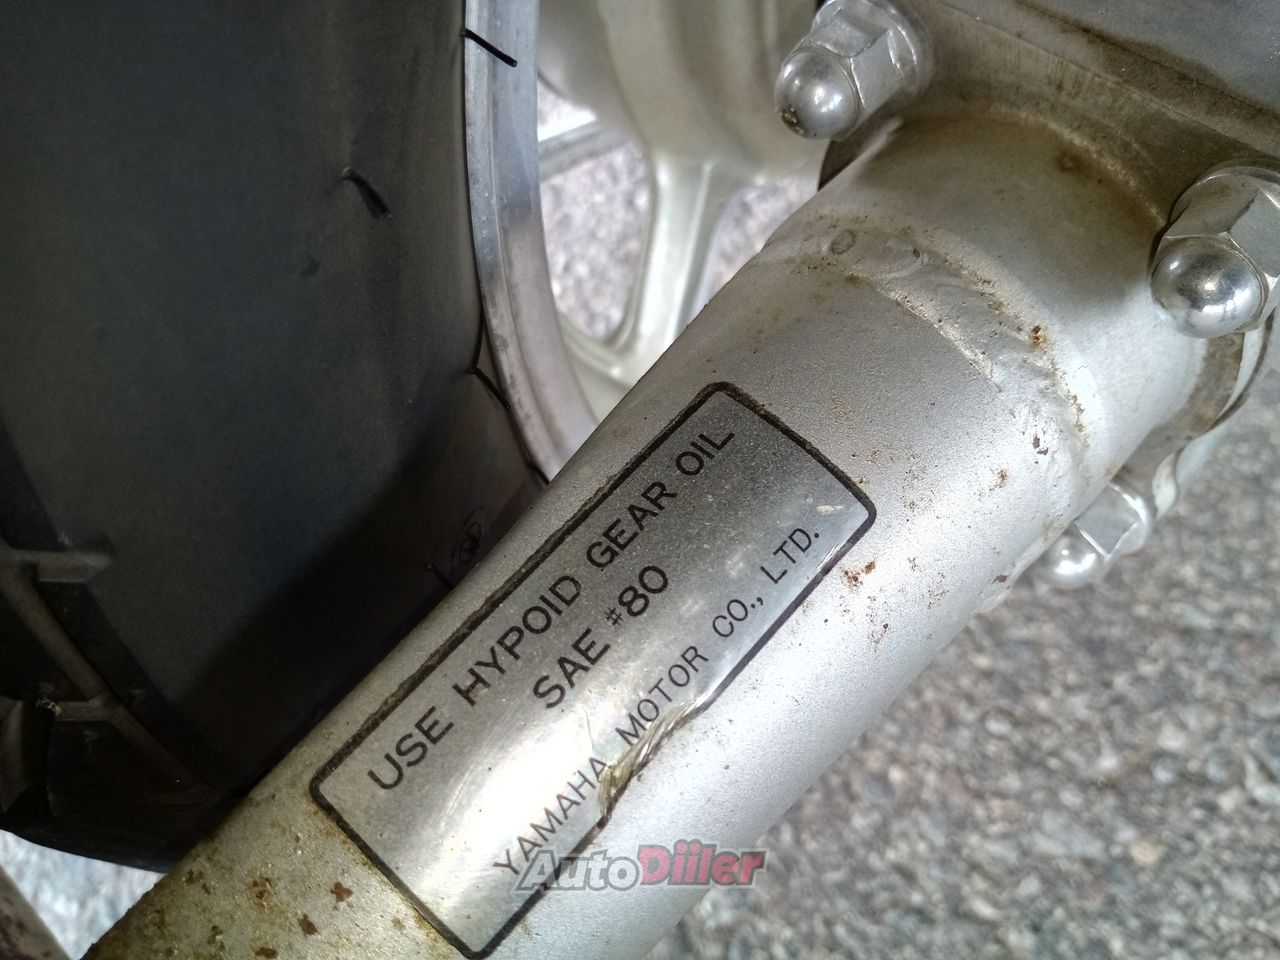 USE HYPOID GEAR OIL
SAE #80
YAMAHA MOTOR CO., LTD.
AutoDiiler